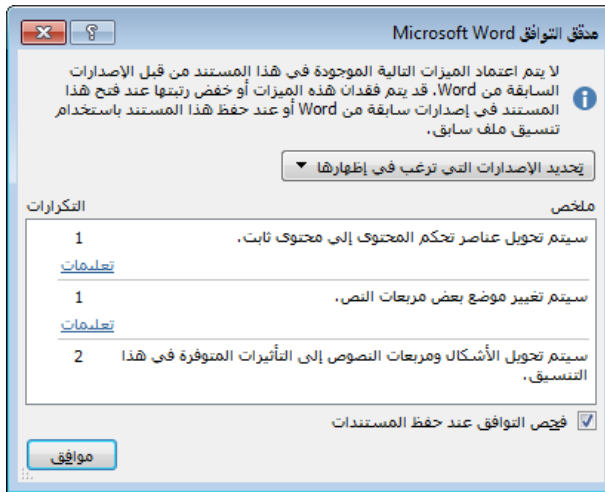 مدقق التوافق Microsoft Word
لا يتم اعتماد الميزات التالية الموجودة في هذا المستند من قبل الإصدارات
السابقة من Word. قد يتم فقدان هذه الميزات أو خفض رتبتها عند فتح هذا
المستند في إصدارات سابقة من Word أو عند حفظ هذا المستند باستخدام
تنسيق ملف سابق.
تحديد الإصدارات التي ترغب في إظهارها
ملخص التكرارات
سيتم تحويل عناصر تحكم المحتوى إلى محتوى ثابت. 1
تعليمات
سيتم تغيير موضع بعض مربعات النص. 1
تعليمات
سيتم تحويل الأشكال ومربعات النصوص إلى التأثيرات المتوفرة في هذا 2
التنسيق.
فحص التوافق عند حفظ المستندات
موافق